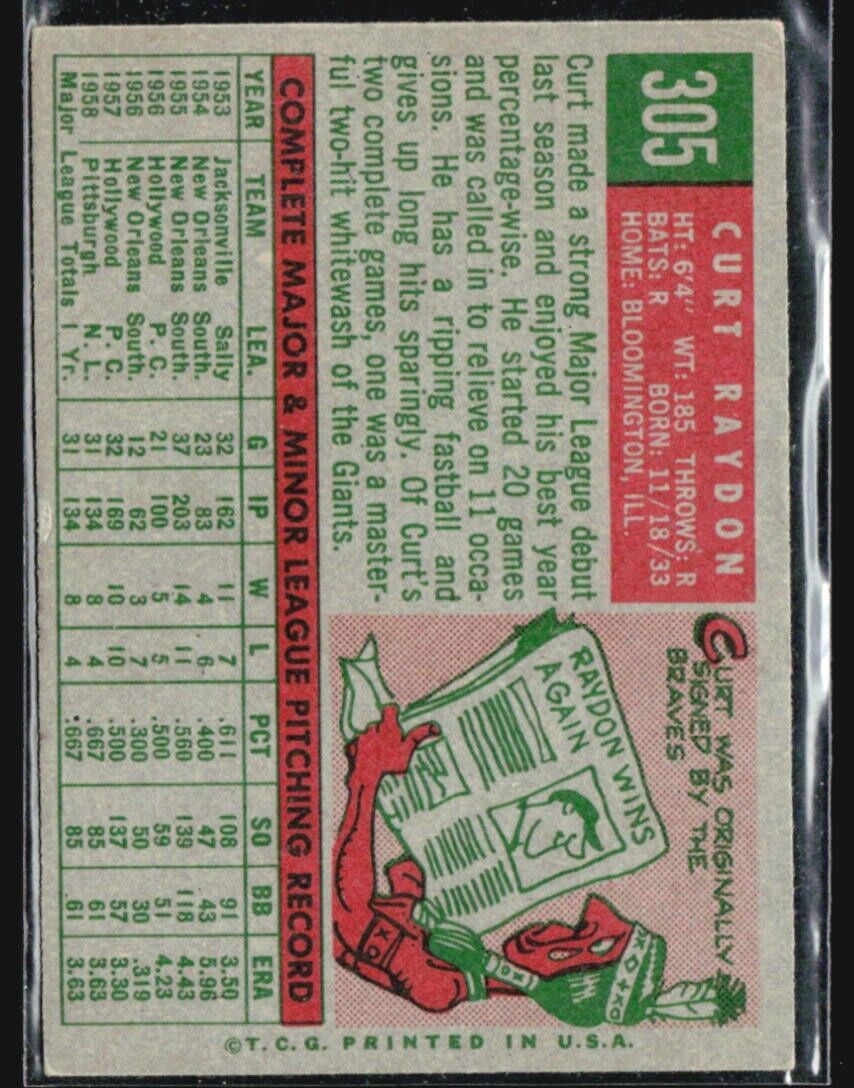 305
CURT RAYDON
HT: 6'4" WT: 185 THROWS: R
BATS: R BORN: 11/18/33
HOME: BLOOMINGTON, ILL.
Curt made a strong Major League debut
last season and enjoyed his best year
percentage-wise. He started 20 games
and was called in to relieve on 11 occa-
sions. He has a ripping fastball and
gives up long hits sparingly. Of Curt's
two complete games, one was a master-
ful two-hit whitewash of the Giants.
CURT WAS ORIGINALLY
SIGNED BY THE
BRAVES
RAYDON WINS
AGAIN
COMPLETE MAJOR & MINOR LEAGUE PITCHING RECORD
YEAR TEAM LEA. G IP W L PCT SO BB ERA
1953 Jacksonville Sally 32 162 11 7 .611 108 91 3.50
1954 New Orleans South. 23 83 4 6 .400 47 43 5.96
1955 New Orleans South. 37 203 14 11 .560 139 118 4.43
1956 Hollywood P.C. 21 100 5 5 .500 59 51 4.23
1956 New Orleans South. 12 62 3 7 .300 50 30 .319
1957 Hollywood P.C. 32 169 10 10 .500 137 57 3.30
1958 Pittsburgh N.L. 31 134 8 4 .667 85 61 3.63
Major League Totals 1 Yr. 31 134 8 4 .667 85 61 3.63
©T.C.G. PRINTED IN U.S.A.